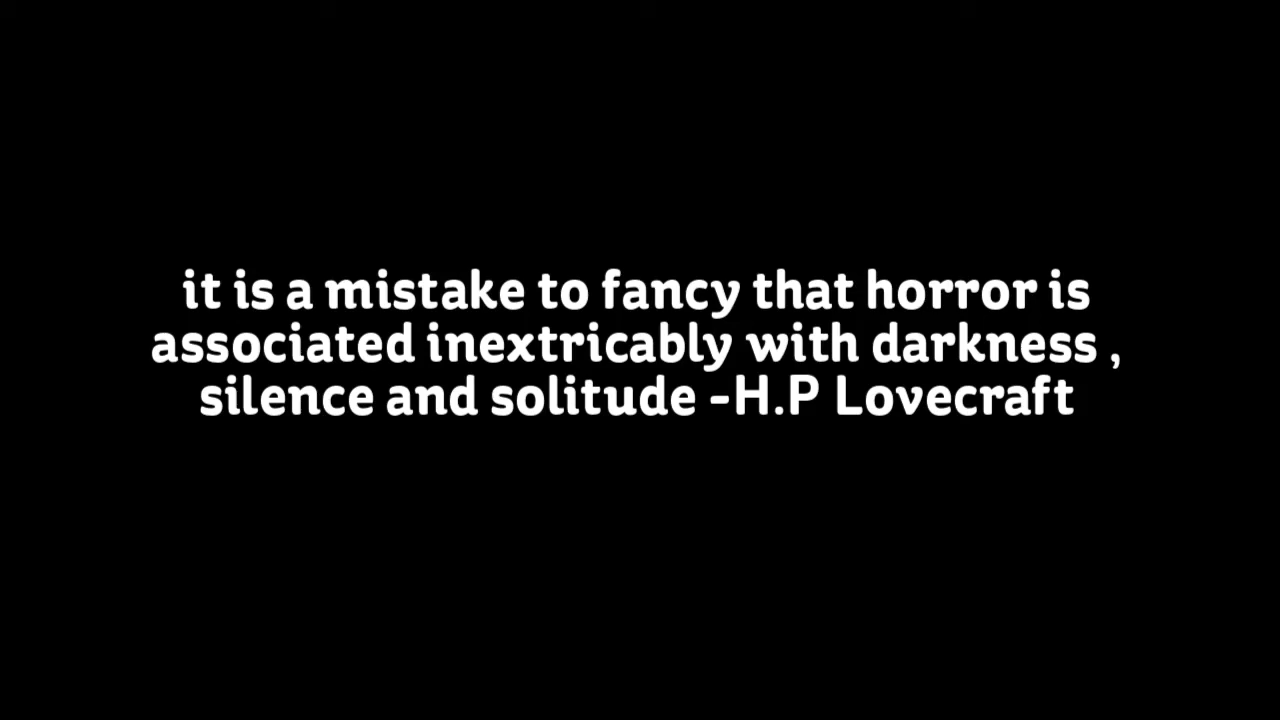 it is a mistake to fancy that horror is
associated inextricably with darkness ,
silence and solitude -H.P Lovecraft